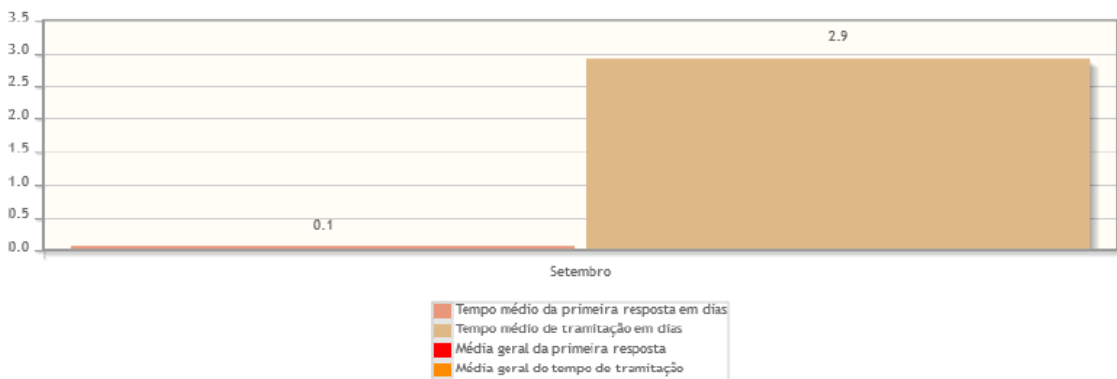 3.5
3.0
2.5
2.0
1.5
1.0
0.5
0.0
2.9
0.1
Setembro
Tempo médio da primeira resposta em dias
Tempo médio de tramitação em dias
Média geral da primeira resposta
Média geral do tempo de tramitação